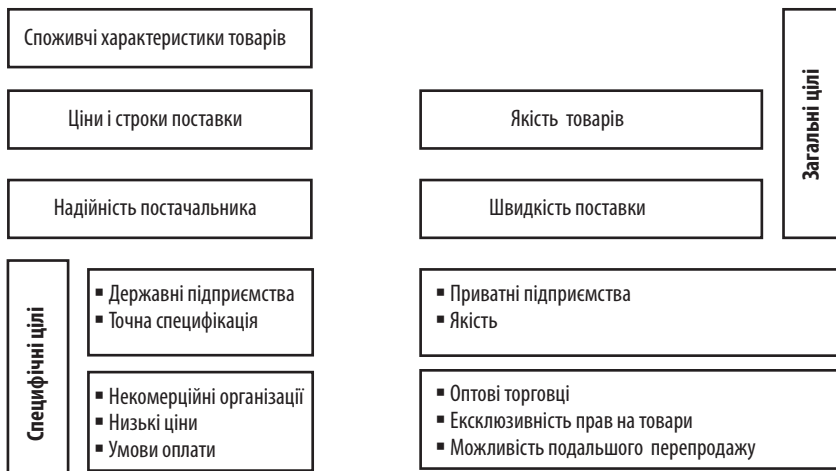 Споживчі характеристики товарів
Ціни і строки поставки
Якість товарів
Надійність постачальника
Швидкість поставки
Загальні цілі
Специфічні цілі
▪ Державні підприємства
▪ Точна специфікація
▪ Приватні підприємства
▪ Якість
▪ Некомерційні організації
▪ Низькі ціни
▪ Умови оплати
▪ Оптові торговці
▪ Ексклюзивність прав на товари
▪ Можливість подальшого перепродажу